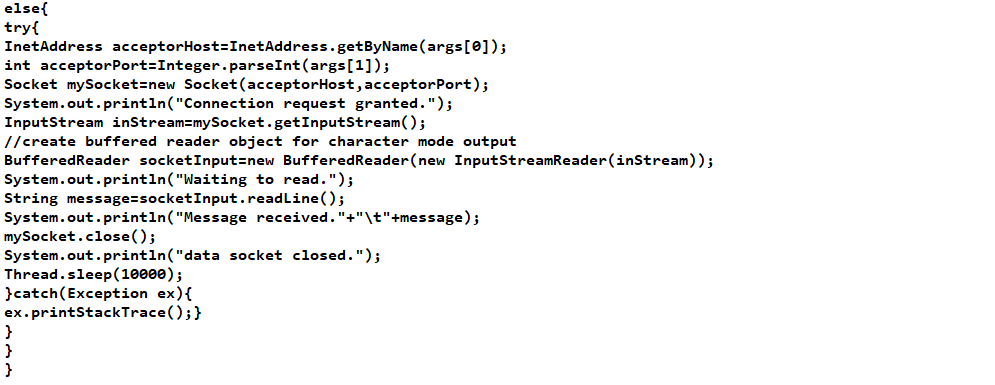 else{
try{
InetAddress acceptorHost=InetAddress.getByName(args[0]);
int acceptorPort=Integer.parseInt(args[1]);
Socket mySocket=new Socket(acceptorHost,acceptorPort);
System.out.println("Connection request granted.");
InputStream inStream=mySocket.getInputStream();
//create buffered reader object for character mode output
BufferedReader socketInput=new BufferedReader(new InputStreamReader(inStream));
System.out.println("Waiting to read.");
String message=socketInput.readLine();
System.out.println("Message received."+"\t"+message);
mySocket.close();
System.out.println("data socket closed.");
Thread.sleep(10000);
}catch(Exception ex){
ex.printStackTrace();}
}
}
}